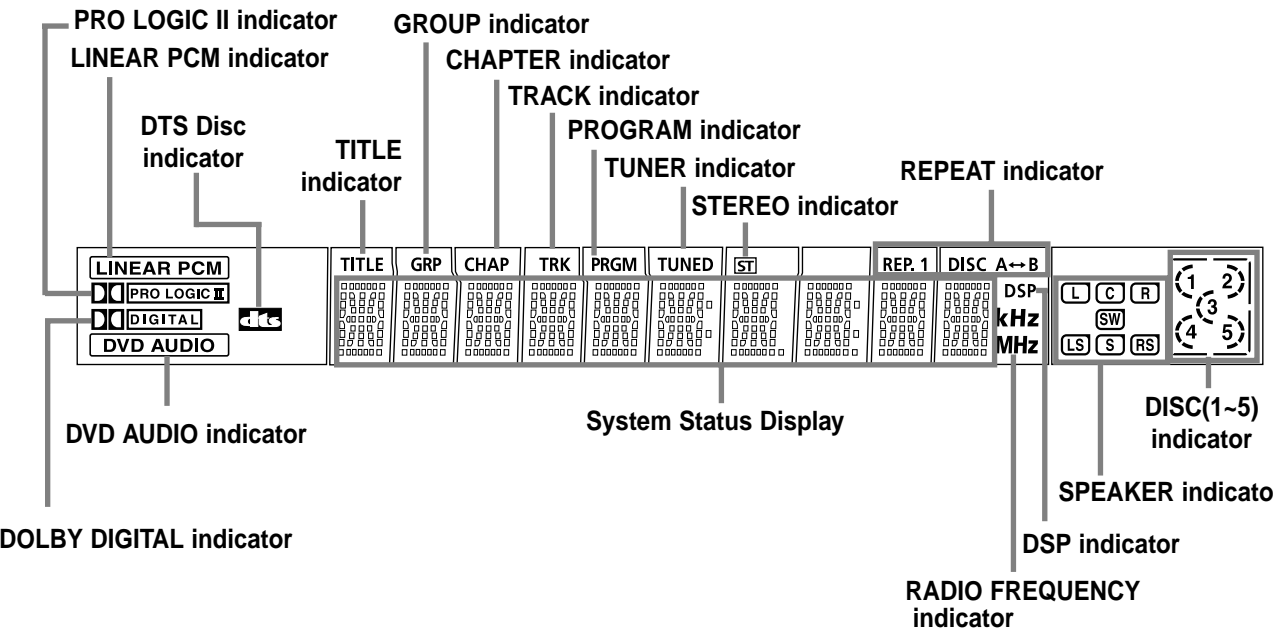 PRO LOGIC II indicator
LINEAR PCM indicator
DTS Disc
indicator
TITLE
indicator
GROUP indicator
CHAPTER indicator
TRACK indicator
PROGRAM indicator
TUNER indicator
STEREO indicator
REPEAT indicator
LINEAR PCM
PRO LOGIC II
DIGITAL
dts
DVD AUDIO
TITLE GRP CHAP TRK PRGM TUNED ST REP. 1 DISC A↔B
DSP
kHz
MHz
L C R
SW
LS S RS
1 2
3
4 5
DVD AUDIO indicator
System Status Display
DISC(1~5)
indicator
SPEAKER indicato
DOLBY DIGITAL indicator
DSP indicator
RADIO FREQUENCY
indicator